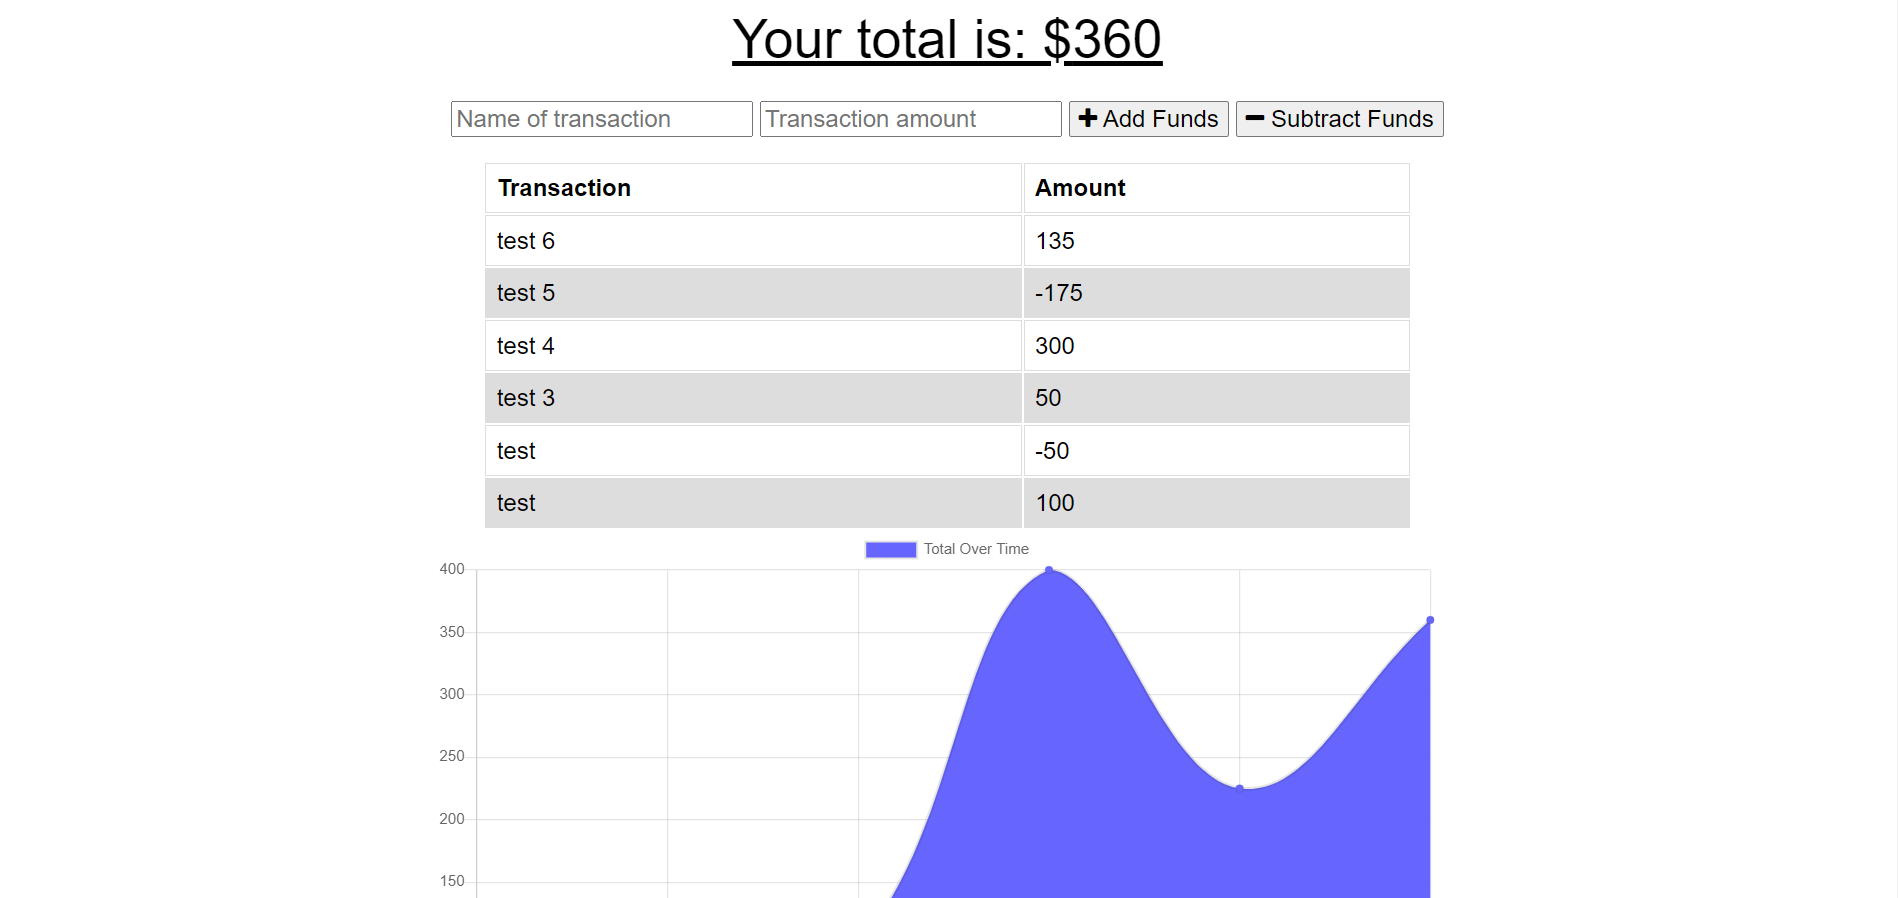 Your total is: $360
Name of transaction Transaction amount Add Funds Subtract Funds
Transaction Amount
test 6 135
test 5 -175
test 4 300
test 3 50
test -50
test 100
Total Over Time
400
350
300
250
200
150